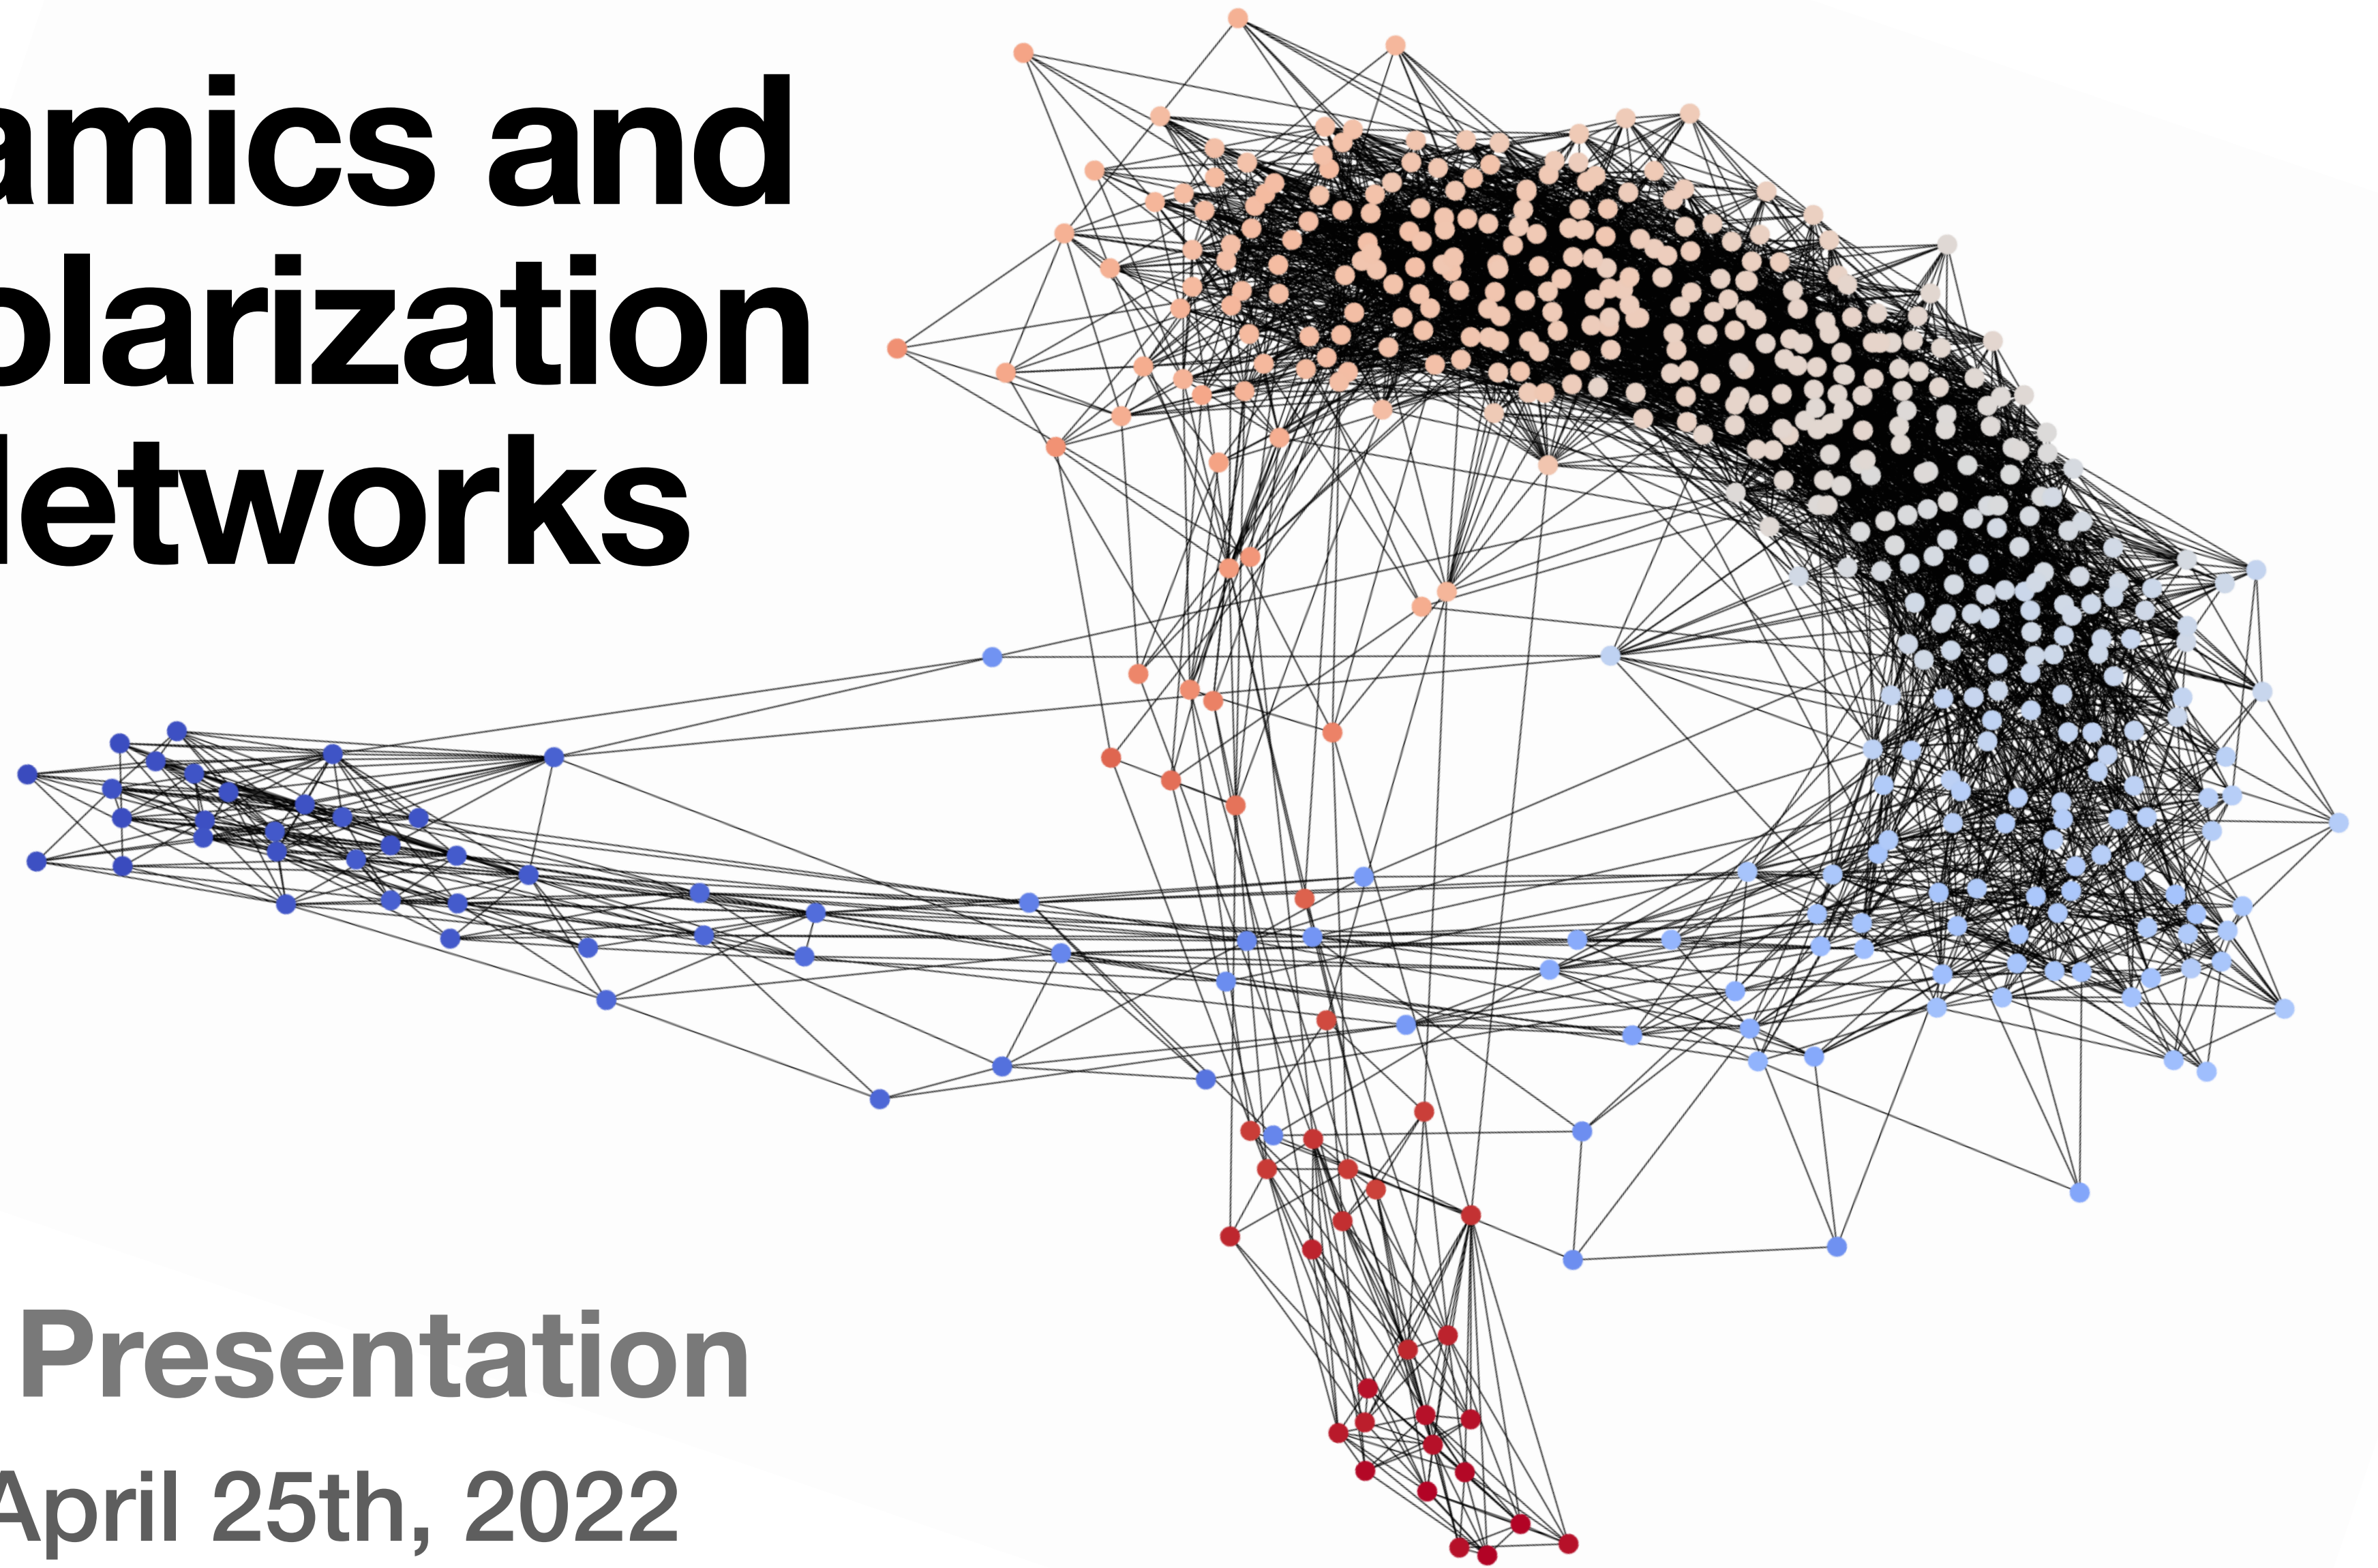 amics and
olarization
etworks
Presentation
April 25th, 2022